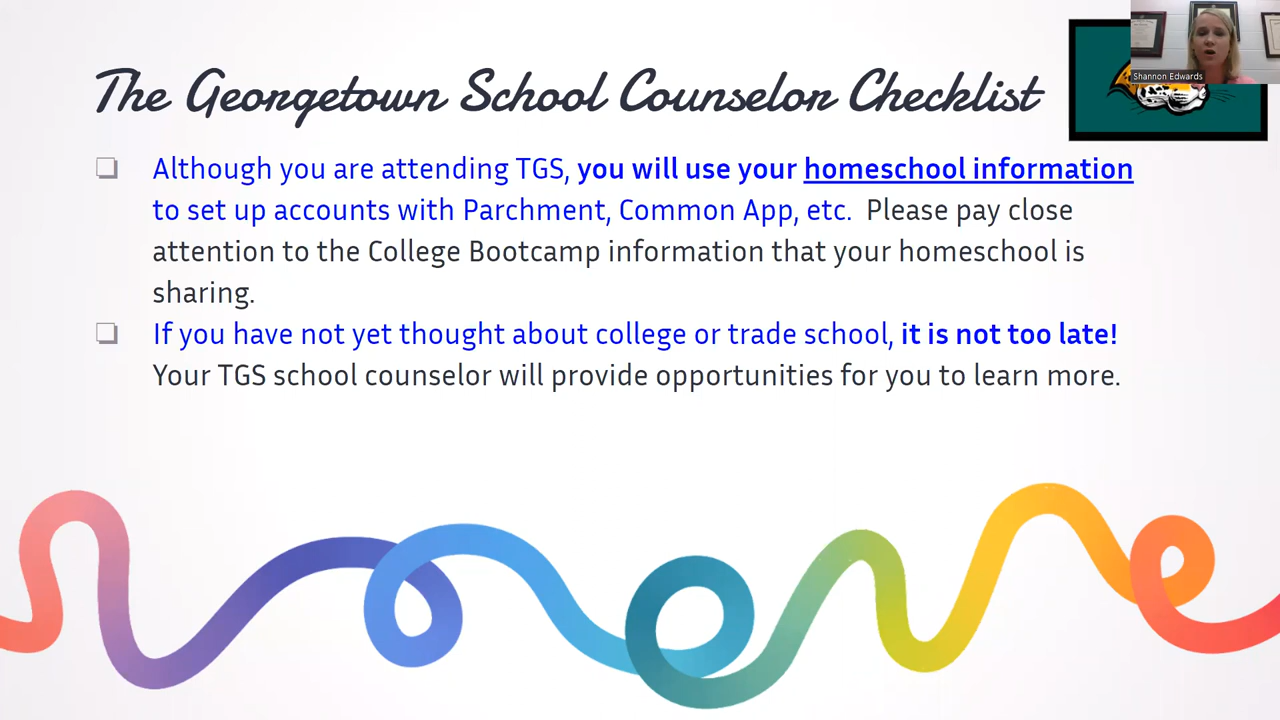 The Georgetown School Counselor Checklist
Shannon Edwards
Although you are attending TGS, you will use your homeschool information
to set up accounts with Parchment, Common App, etc. Please pay close
attention to the College Bootcamp information that your homeschool is
sharing.
If you have not yet thought about college or trade school, it is not too late!
Your TGS school counselor will provide opportunities for you to learn more.